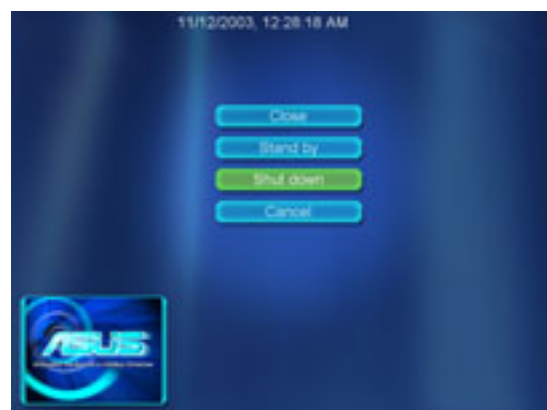 11/12/2003, 12:28:18 AM
Close
Stand by
Shut down
Cancel
ASUS